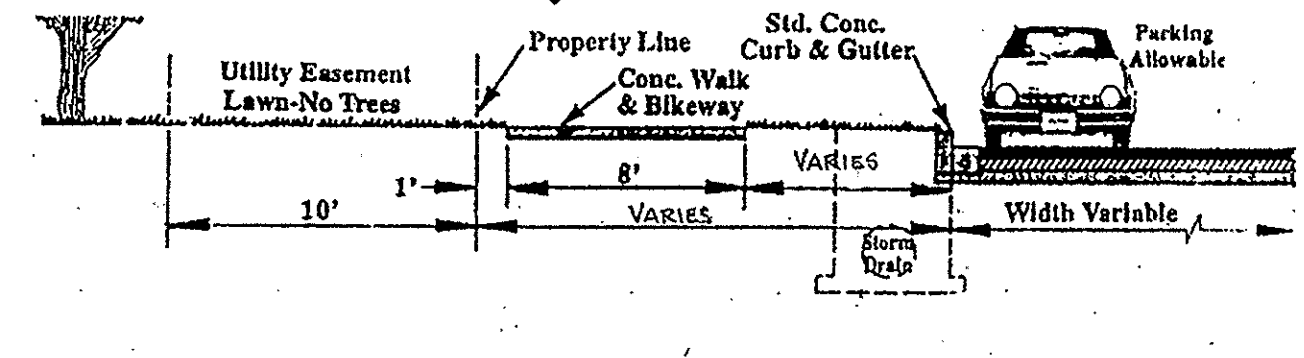 Utility Easement
Lawn-No Trees
Property Line
Conc. Walk
& Bikeway
Std. Conc.
Curb & Gutter
Parking
Allowable
1'
8'
VARIES
10'
VARIES
Width Variable
Storm
Drain